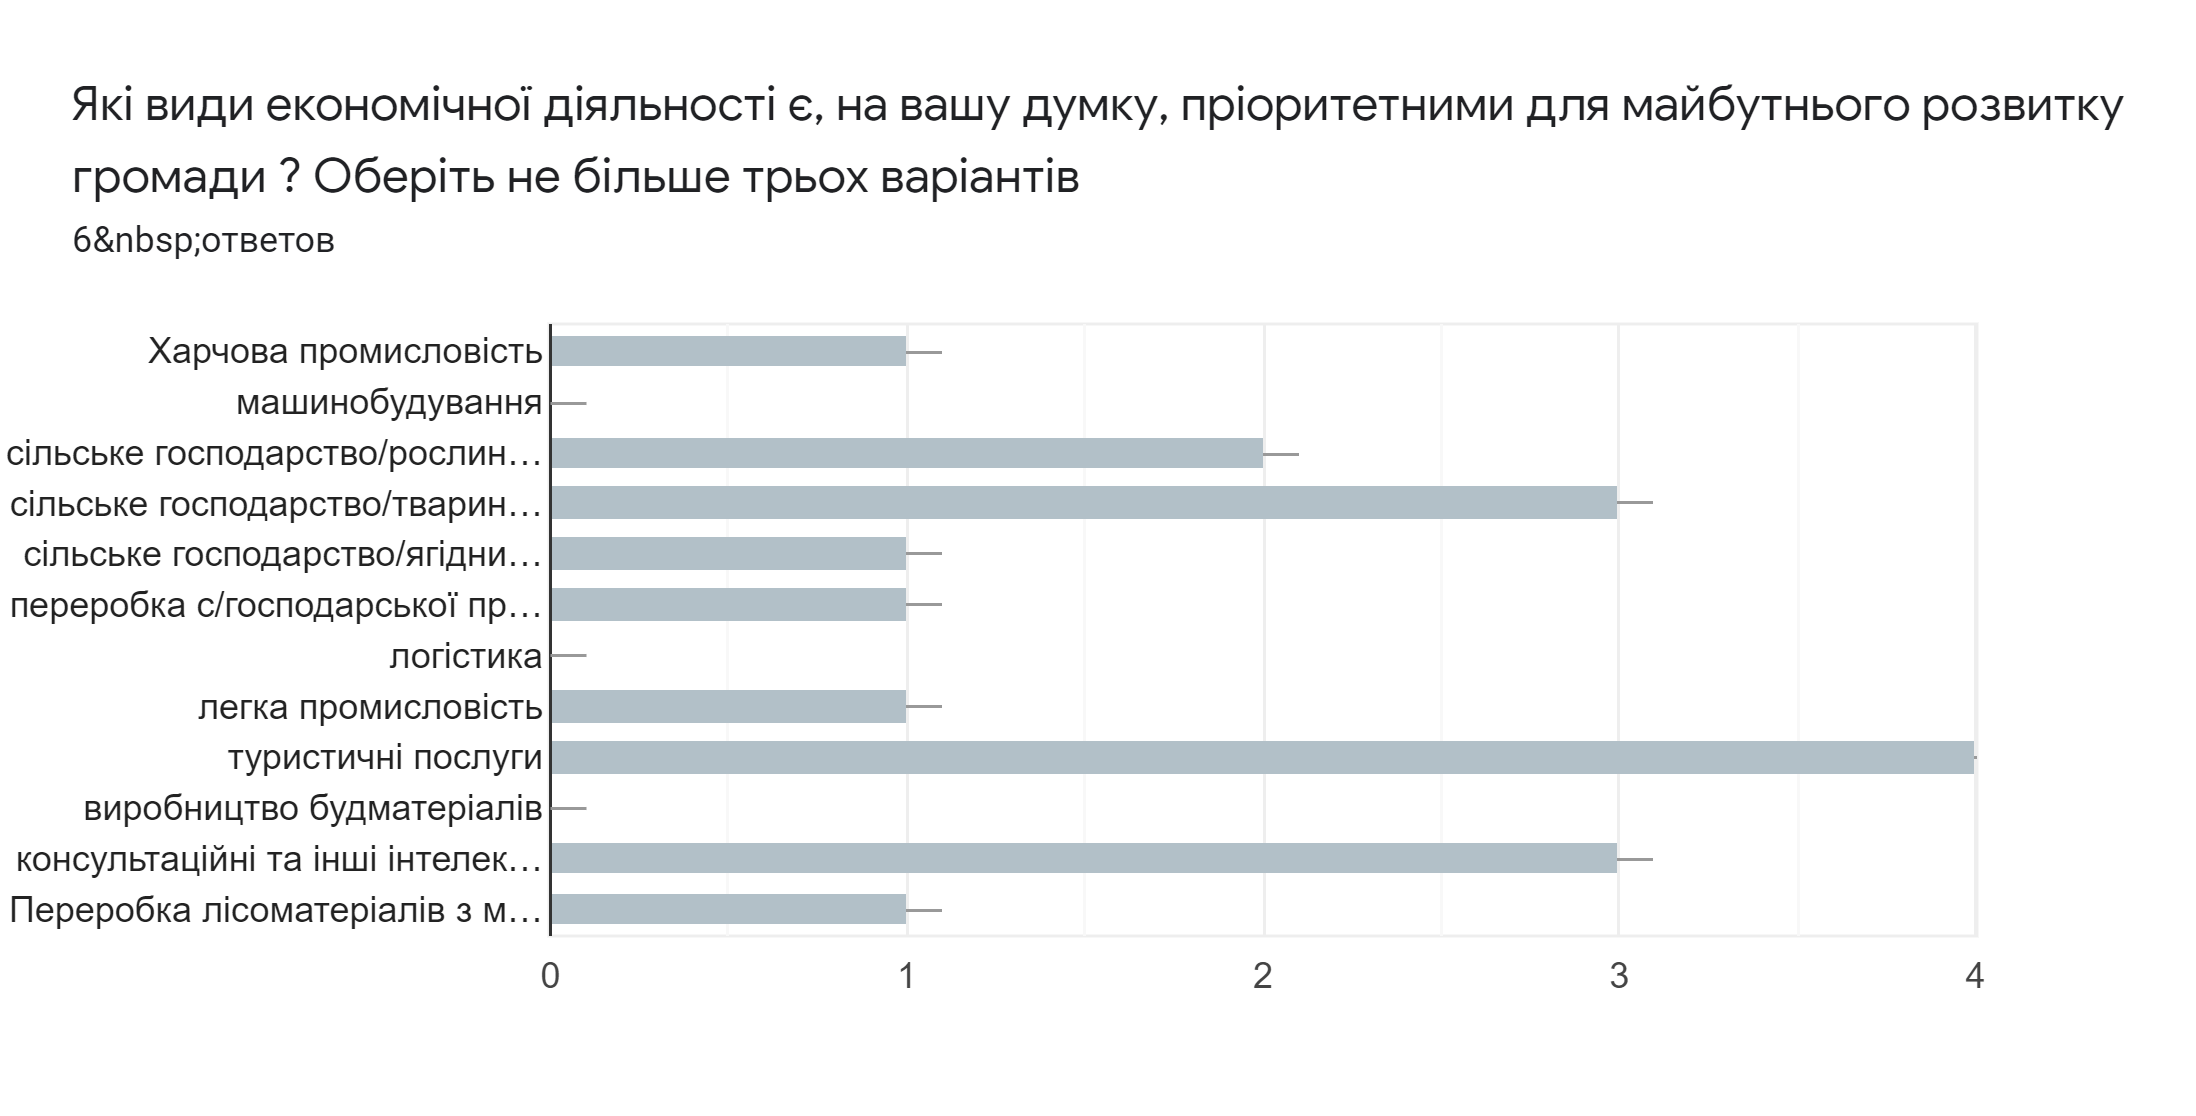 Які види економічної діяльності є, на вашу думку, пріоритетними для майбутнього розвитку
громади ? Оберіть не більше трьох варіантів
6&nbsp;ответов
Харчова промисловість
машинобудування
сільське господарство/рослин…
сільське господарство/тварин…
сільське господарство/ягідни…
переробка с/господарської пр…
логістика
легка промисловість
туристичні послуги
виробництво будматеріалів
консультаційні та інші інтелек…
Переробка лісоматеріалів з м…
0 1 2 3 4